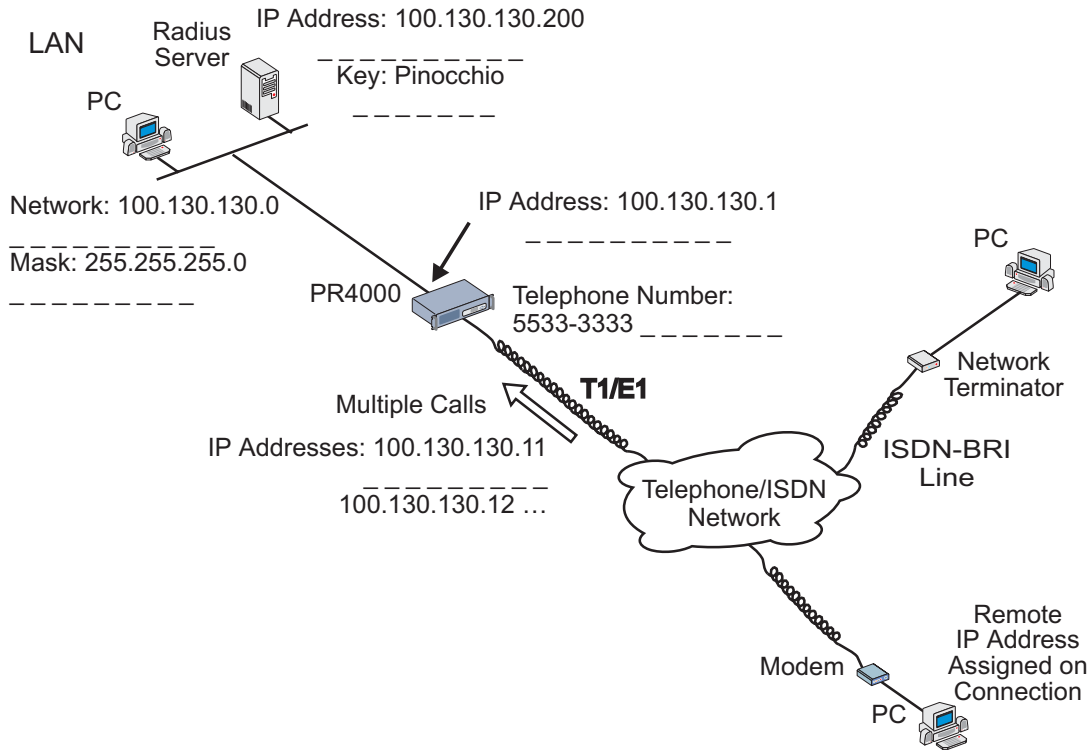 LAN
Radius
Server
IP Address: 100.130.130.200
_ _ _ _ _ _ _ _ _ _
Key: Pinocchio
_ _ _ _ _ _ _
PC
Network: 100.130.130.0
_ _ _ _ _ _ _ _ _ _
Mask: 255.255.255.0
_ _ _ _ _ _ _ _ _
IP Address: 100.130.130.1
_ _ _ _ _ _ _ _ _ _
PR4000
Telephone Number:
5533-3333 _ _ _ _ _ _ _
PC
Network
Terminator
T1/E1
Multiple Calls
IP Addresses: 100.130.130.11
_ _ _ _ _ _ _ _ _
100.130.130.12 …
ISDN-BRI
Line
Telephone/ISDN
Network
Modem
PC
Remote
IP Address
Assigned on
Connection